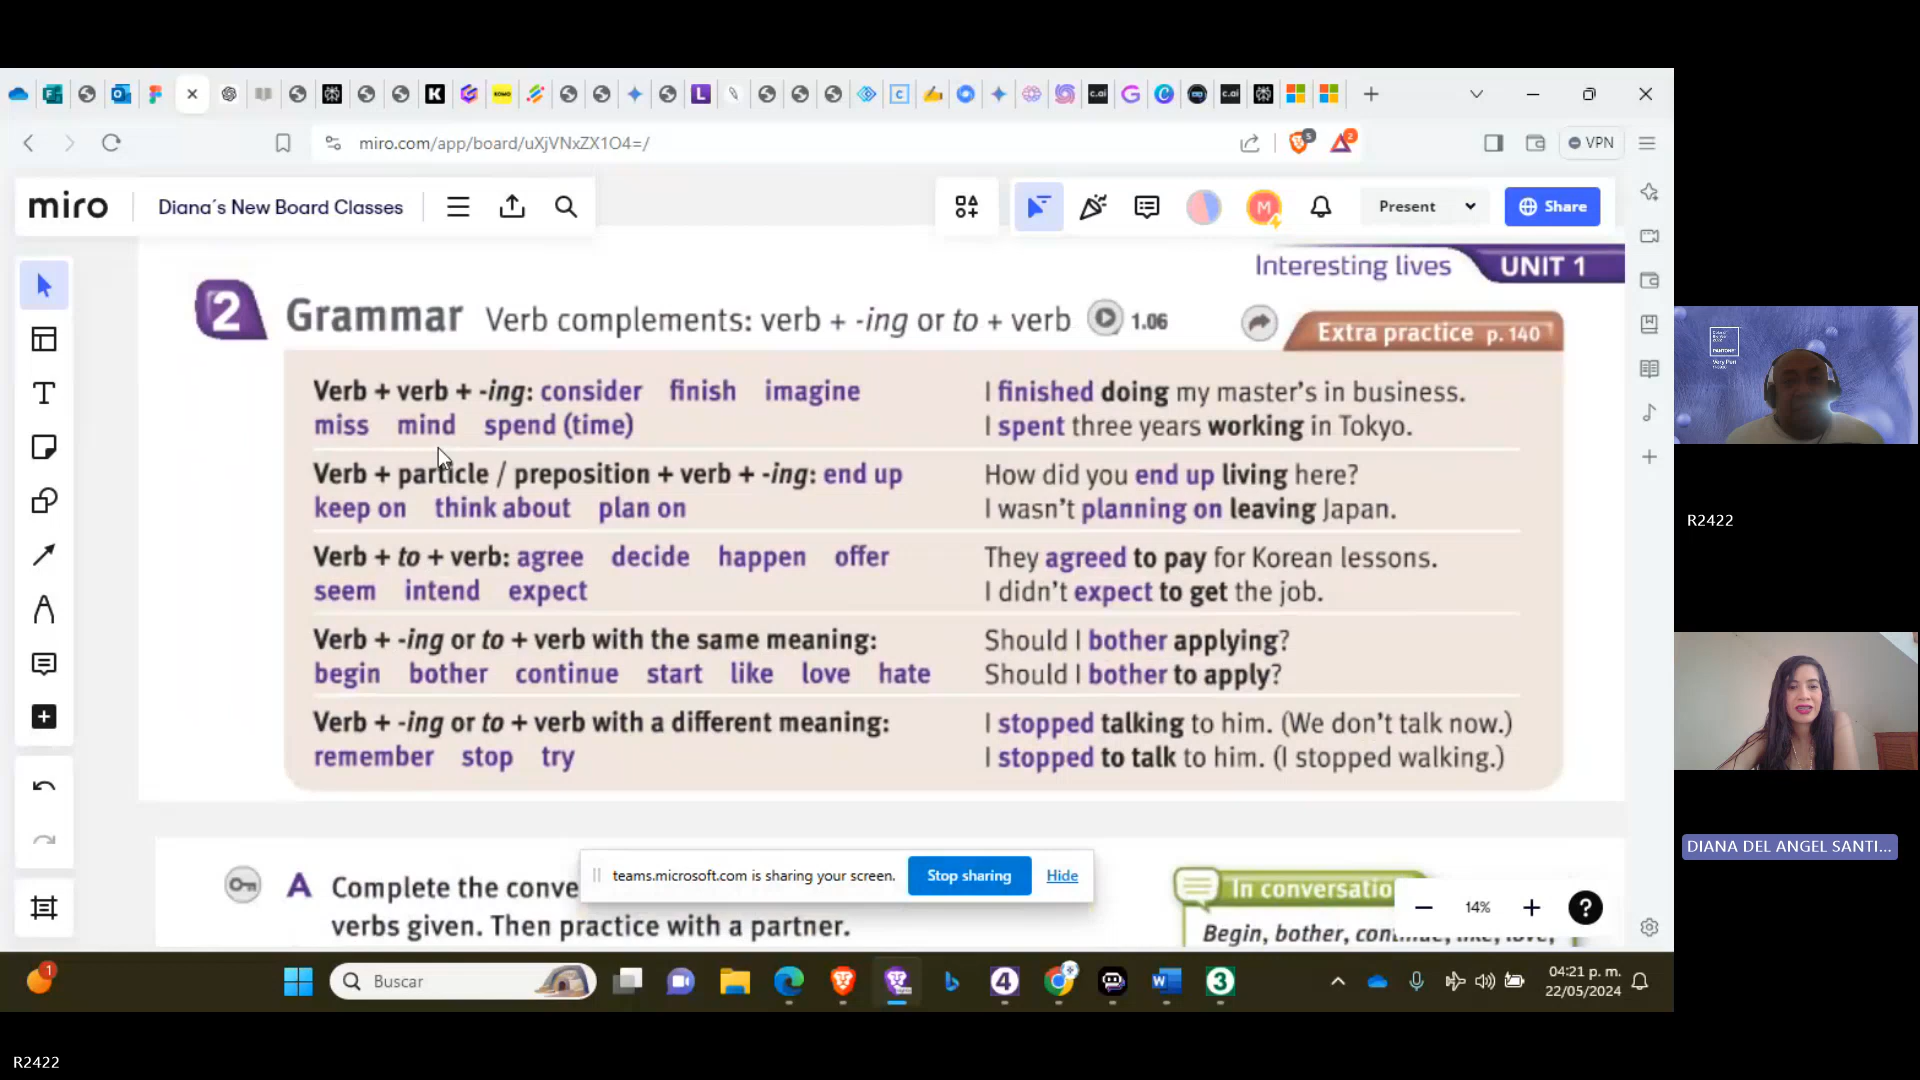 miro.com/app/board/uXjVNxZX1O4=/
VPN
miro
Diana´s New Board Classes
Present
Share
Interesting lives UNIT 1
2 Grammar Verb complements: verb + -ing or to + verb 1.06
Extra practice p. 140
Verb + verb + -ing: consider finish imagine
miss mind spend (time)
I finished doing my master's in business.
I spent three years working in Tokyo.
Verb + particle / preposition + verb + -ing: end up
keep on think about plan on
How did you end up living here?
I wasn't planning on leaving Japan.
Verb + to + verb: agree decide happen offer
seem intend expect
They agreed to pay for Korean lessons.
I didn't expect to get the job.
Verb + -ing or to + verb with the same meaning:
begin bother continue start like love hate
Should I bother applying?
Should I bother to apply?
Verb + -ing or to + verb with a different meaning:
remember stop try
I stopped talking to him. (We don't talk now.)
I stopped to talk to him. (I stopped walking.)
A Complete the conve
verbs given. Then practice with a partner.
teams.microsoft.com is sharing your screen.
Stop sharing
Hide
In conversatio
Begin, bother, continue, like, love,
14%
Buscar
04:21 p. m.
22/05/2024
R2422
DIANA DEL ANGEL SANTI...
R2422